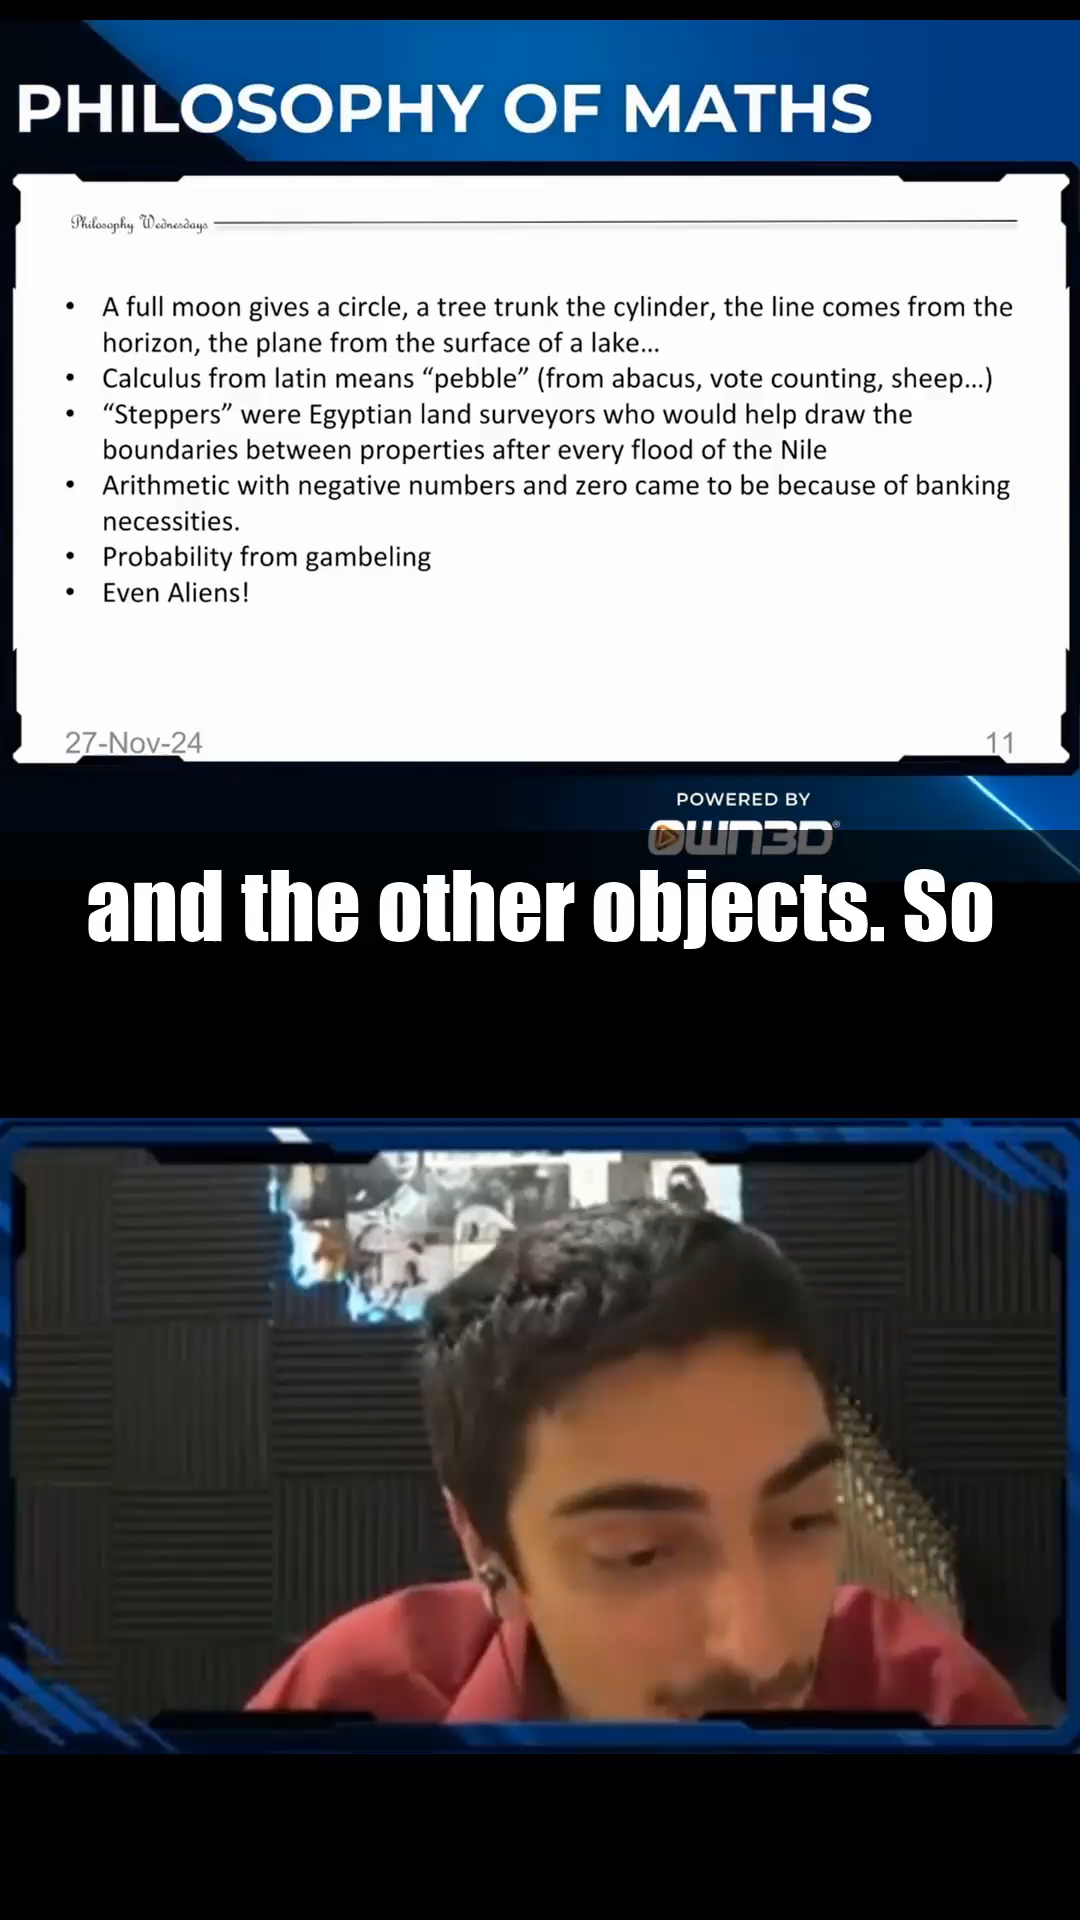 PHILOSOPHY OF MATHS
Philosophy Wednesdays
• A full moon gives a circle, a tree trunk the cylinder, the line comes from the
horizon, the plane from the surface of a lake...
• Calculus from latin means “pebble” (from abacus, vote counting, sheep...)
• “Steppers” were Egyptian land surveyors who would help draw the
boundaries between properties after every flood of the Nile
• Arithmetic with negative numbers and zero came to be because of banking
necessities.
• Probability from gambeling
• Even Aliens!
27-Nov-24
11
POWERED BY
OWN3D®
and the other objects. So